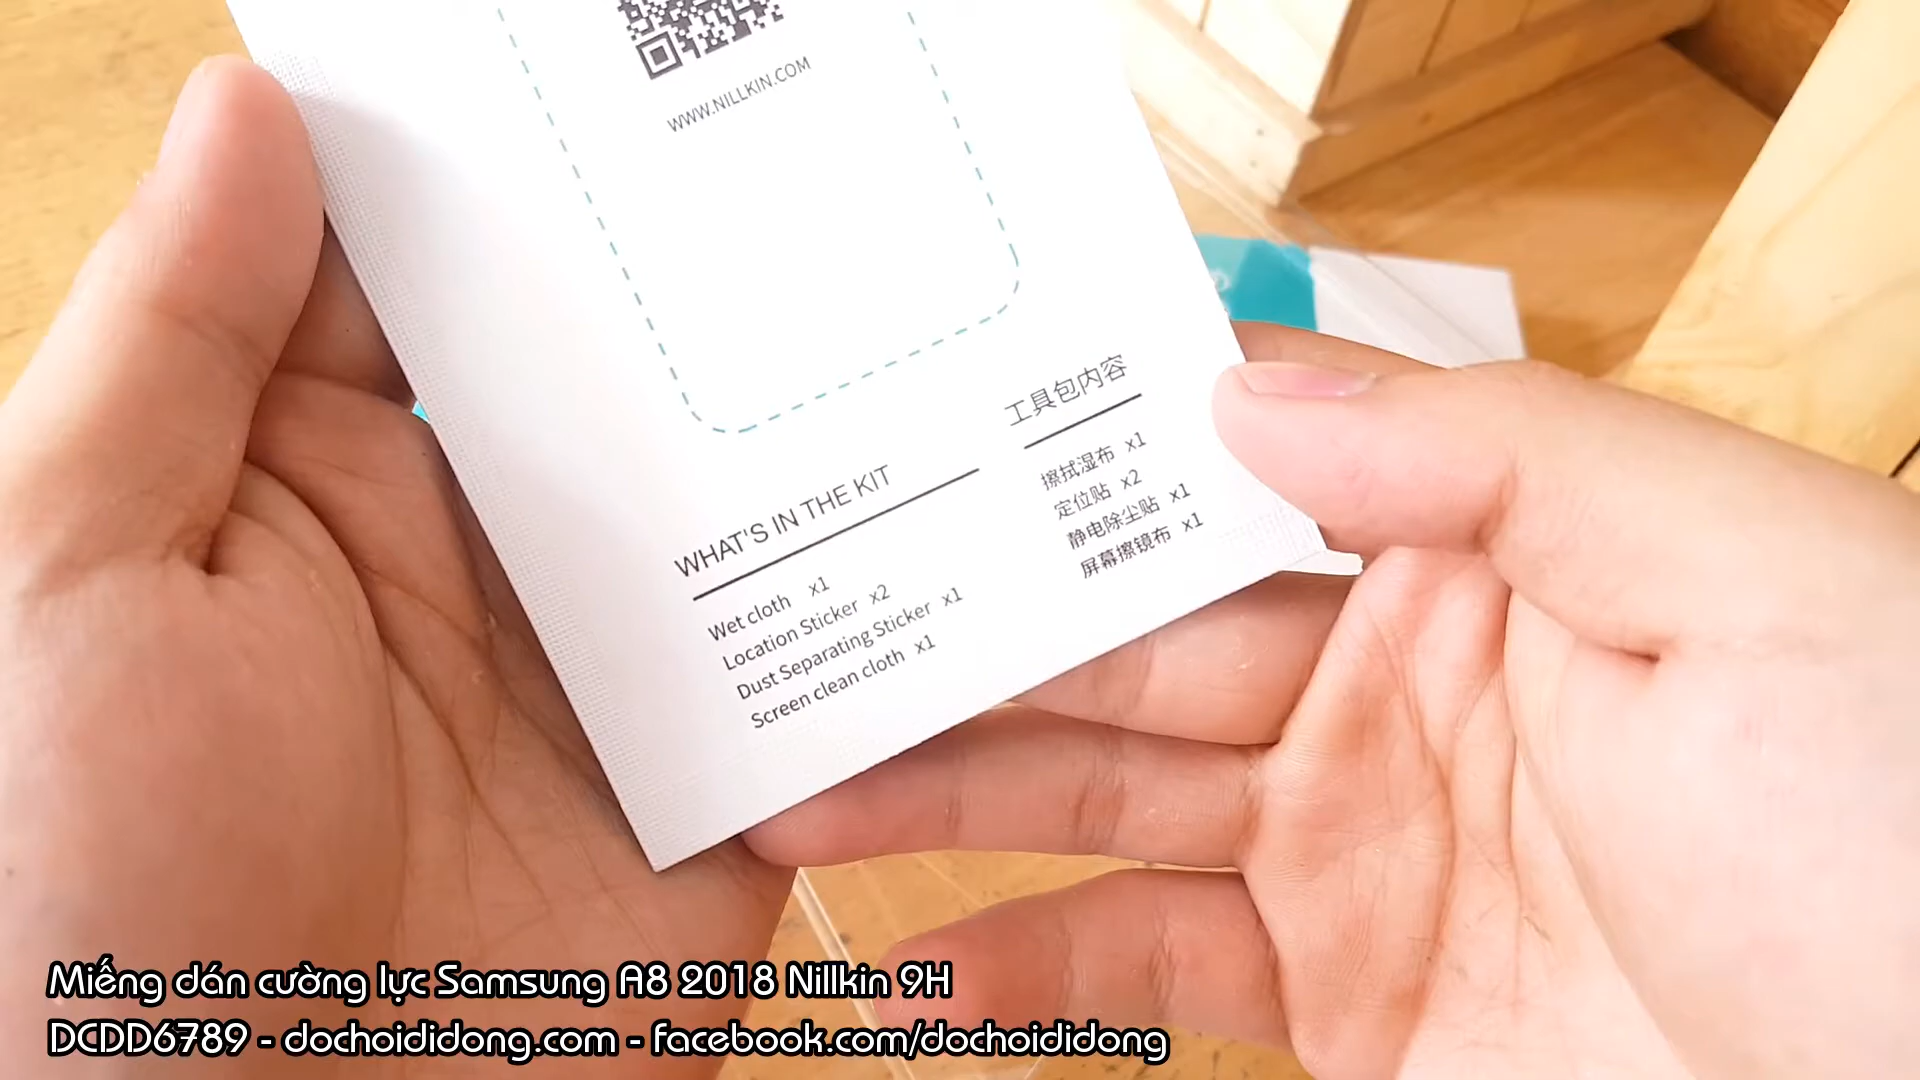 WWW.NILLKIN.COM
WHAT'S IN THE KIT
Wet cloth x1
Location Sticker x2
Dust Separating Sticker x1
Screen clean cloth x1
工具包内容
擦拭湿布 x1
定位贴 x2
静电除尘贴 x1
屏幕擦镜布 x1
Miếng dán cường lực Samsung A8 2018 Nillkin 9H
DCDD6789 - dochoididong.com - facebook.com/dochoididong